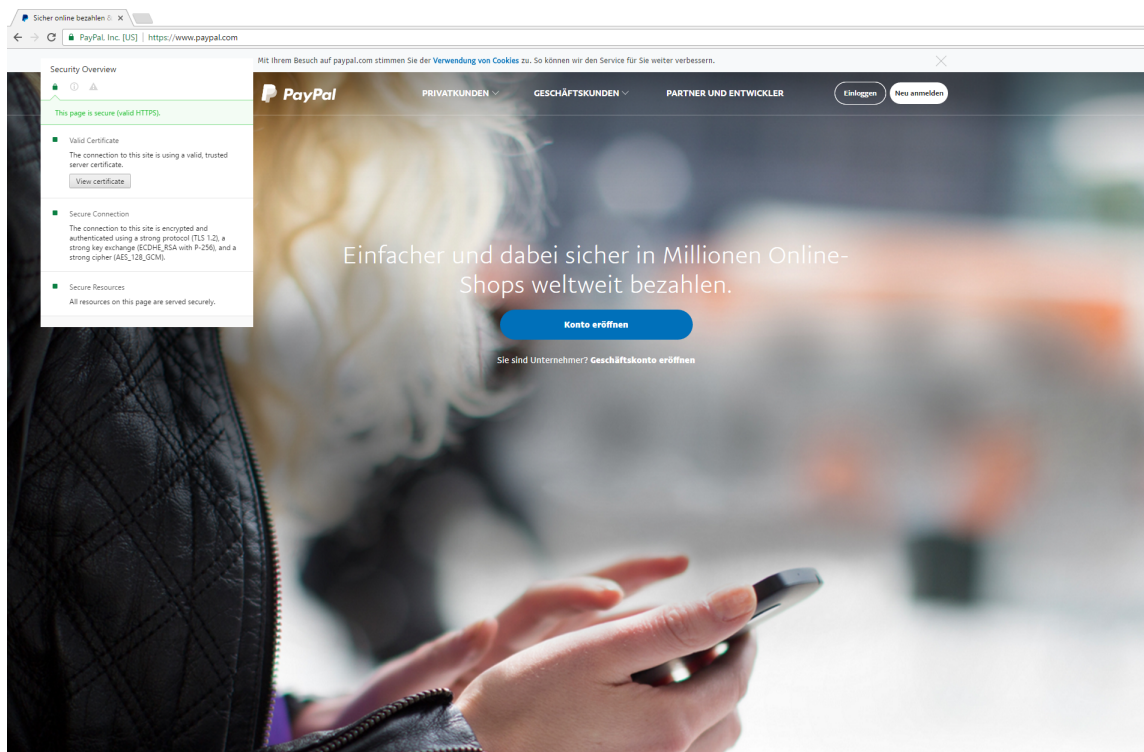 Sicher online bezahlen &
PayPal, Inc. [US] | https://www.paypal.com
Mit Ihrem Besuch auf paypal.com stimmen Sie der Verwendung von Cookies zu. So können wir den Service für Sie weiter verbessern.
Security Overview
This page is secure (valid HTTPS).
Valid Certificate
The connection to this site is using a valid, trusted
server certificate.
View certificate
Secure Connection
The connection to this site is encrypted and
authenticated using a strong protocol (TLS 1.2), a
strong key exchange (ECDHE_RSA with P-256), and a
strong cipher (AES_128_GCM).
Secure Resources
All resources on this page are served securely.
PayPal
PRIVATKUNDEN
GESCHÄFTSKUNDEN
PARTNER UND ENTWICKLER
Einloggen
Neu anmelden
Einfacher und dabei sicher in Millionen Online-
Shops weltweit bezahlen.
Konto eröffnen
Sie sind Unternehmer? Geschäftskonto eröffnen